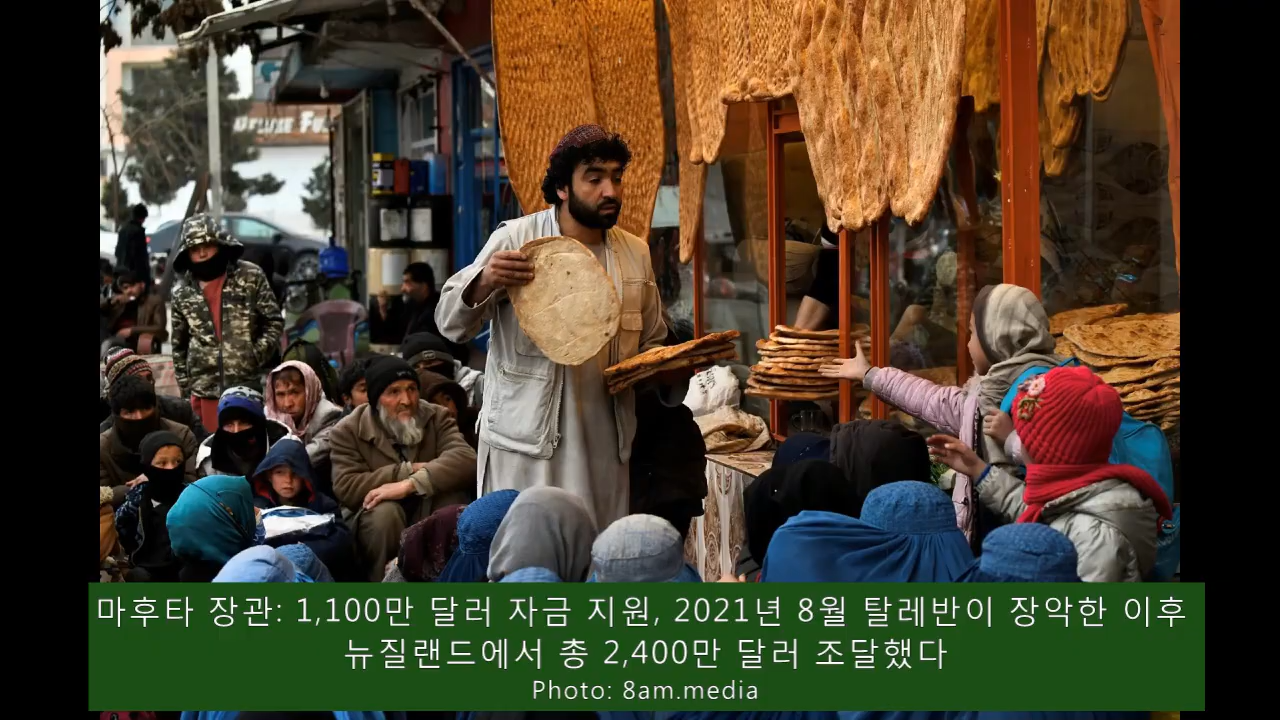 마후타 장관: 1,100만 달러 자금 지원, 2021년 8월 탈레반이 장악한 이후
뉴질랜드에서 총 2,400만 달러 조달했다
Photo: 8am.media